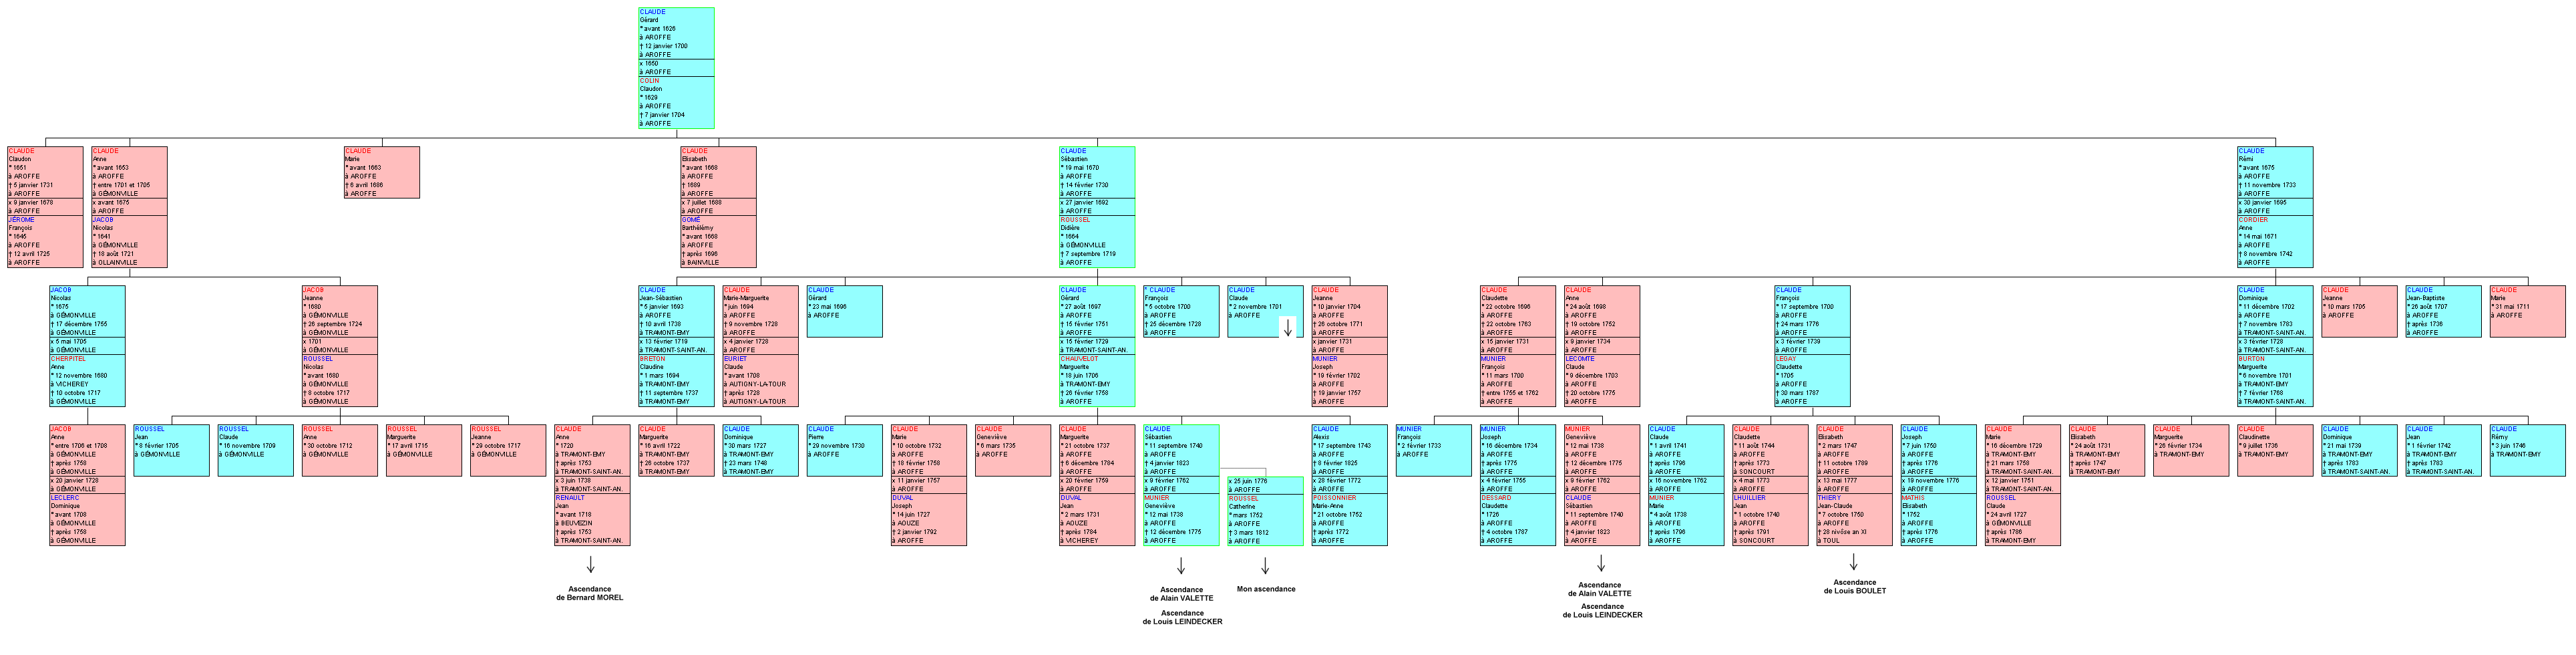 CLAUDE
Gérard
* avant 1626
à AROFFE
† 12 janvier 1700
à AROFFE
x 1650
à AROFFE
COLIN
Claudon
* 1629
à AROFFE
† 7 janvier 1704
à AROFFE
CLAUDE
Claudon
* 1651
à AROFFE
† 5 janvier 1731
à AROFFE
x 9 janvier 1678
à AROFFE
JÉROME
François
* 1645
à AROFFE
† 12 avril 1725
à AROFFE
CLAUDE
Anne
* avant 1653
à AROFFE
† entre 1701 et 1705
à GÉMONVILLE
x avant 1675
à AROFFE
JACOB
Nicolas
* 1641
à GÉMONVILLE
† 18 août 1721
à OLLAINVILLE
CLAUDE
Marie
* avant 1663
à AROFFE
† 6 avril 1686
à AROFFE
CLAUDE
Elisabeth
* avant 1668
à AROFFE
† 1689
à AROFFE
x 7 juillet 1688
à AROFFE
GOMÉ
Barthélémy
* avant 1668
à AROFFE
† après 1696
à BAINVILLE
CLAUDE
Sébastien
* 19 mai 1670
à AROFFE
† 14 février 1730
à AROFFE
x 27 janvier 1692
à AROFFE
ROUSSEL
Didière
* 1664
à GÉMONVILLE
† 7 septembre 1719
à AROFFE
CLAUDE
Rémi
* avant 1675
à AROFFE
† 11 novembre 1733
à AROFFE
x 30 janvier 1695
à AROFFE
CORDIER
Anne
* 14 mai 1671
à AROFFE
† 8 novembre 1742
à AROFFE
JACOB
Nicolas
* 1675
à GÉMONVILLE
† 17 décembre 1755
à GÉMONVILLE
x 5 mai 1705
à GÉMONVILLE
CHERPITEL
Anne
* 12 novembre 1680
à VICHEREY
† 10 octobre 1717
à GÉMONVILLE
JACOB
Jeanne
* 1680
à GÉMONVILLE
† 26 septembre 1724
à GÉMONVILLE
x 1701
à GÉMONVILLE
ROUSSEL
Nicolas
* avant 1680
à GÉMONVILLE
† 8 octobre 1717
à GÉMONVILLE
CLAUDE
Jean-Sébastien
* 5 janvier 1693
à AROFFE
† 10 avril 1738
à TRAMONT-EMY
x 13 février 1719
à TRAMONT-SAINT-AN.
BRETON
Claudine
* 1 mars 1694
à TRAMONT-EMY
† 11 septembre 1737
à TRAMONT-EMY
CLAUDE
Marie-Marguerite
* juin 1694
à AROFFE
† 9 novembre 1728
à AROFFE
x 4 janvier 1728
à AROFFE
EURIET
Claude
* avant 1708
à AUTIGNY-LA-TOUR
† après 1728
à AUTIGNY-LA-TOUR
CLAUDE
Gérard
* 23 mai 1696
à AROFFE
CLAUDE
Gérard
* 27 août 1697
à AROFFE
† 15 février 1751
à AROFFE
x 15 février 1729
à TRAMONT-SAINT-AN.
CHAUVELOT
Marguerite
* 18 juin 1706
à TRAMONT-EMY
† 26 février 1758
à AROFFE
* CLAUDE
François
* 5 octobre 1700
à AROFFE
† 25 décembre 1728
à AROFFE
CLAUDE
Claude
* 2 novembre 1701
à AROFFE
CLAUDE
Jeanne
* 10 janvier 1704
à AROFFE
† 26 octobre 1771
à AROFFE
x janvier 1731
à AROFFE
MUNIER
Joseph
* 19 février 1702
à AROFFE
† 19 janvier 1757
à AROFFE
CLAUDE
Claudette
* 22 octobre 1696
à AROFFE
† 22 octobre 1763
à AROFFE
x 15 janvier 1731
à AROFFE
MUNIER
François
* 11 mars 1700
à AROFFE
† entre 1755 et 1762
à AROFFE
CLAUDE
Anne
* 24 août 1698
à AROFFE
† 19 octobre 1752
à AROFFE
x 9 janvier 1734
à AROFFE
LECOMTE
Claude
* 9 décembre 1703
à AROFFE
† 20 octobre 1775
à AROFFE
CLAUDE
François
* 17 septembre 1700
à AROFFE
† 24 mars 1776
à AROFFE
x 3 février 1739
à AROFFE
LEGAY
Claudette
* 1705
à AROFFE
† 30 mars 1787
à AROFFE
CLAUDE
Dominique
* 11 décembre 1702
à AROFFE
† 7 novembre 1783
à TRAMONT-SAINT-AN.
x 3 février 1728
à TRAMONT-SAINT-AN.
BURTON
Marguerite
* 6 novembre 1701
à TRAMONT-EMY
† 7 février 1768
à TRAMONT-SAINT-AN.
CLAUDE
Jeanne
* 10 mars 1705
à AROFFE
CLAUDE
Jean-Baptiste
* 26 août 1707
à AROFFE
† après 1736
à AROFFE
CLAUDE
Marie
* 31 mai 1711
à AROFFE
JACOB
Anne
* entre 1706 et 1708
à GÉMONVILLE
† après 1758
à GÉMONVILLE
x 20 janvier 1728
à GÉMONVILLE
LECLERC
Dominique
* avant 1708
à GÉMONVILLE
† après 1758
à GÉMONVILLE
ROUSSEL
Jean
* 8 février 1705
à GÉMONVILLE
ROUSSEL
Claude
* 16 novembre 1709
à GÉMONVILLE
ROUSSEL
Anne
* 30 octobre 1712
à GÉMONVILLE
ROUSSEL
Marguerite
* 17 avril 1715
à GÉMONVILLE
ROUSSEL
Jeanne
* 29 octobre 1717
à GÉMONVILLE
CLAUDE
Anne
* 1720
à TRAMONT-EMY
† après 1753
à TRAMONT-SAINT-AN.
x 3 juin 1738
à TRAMONT-SAINT-AN.
RENAULT
Jean
* avant 1718
à BEUVEZIN
† après 1753
à TRAMONT-SAINT-AN.
CLAUDE
Marguerite
* 16 avril 1722
à TRAMONT-EMY
† 26 octobre 1737
à TRAMONT-EMY
CLAUDE
Dominique
* 30 mars 1727
à TRAMONT-EMY
† 23 mars 1748
à TRAMONT-EMY
CLAUDE
Pierre
* 29 novembre 1730
à AROFFE
CLAUDE
Marie
* 10 octobre 1732
à AROFFE
† 18 février 1758
à AROFFE
x 11 janvier 1757
à AROFFE
DUVAL
Joseph
* 14 juin 1727
à AOUZE
† 2 janvier 1792
à AROFFE
CLAUDE
Geneviève
* 6 mars 1735
à AROFFE
CLAUDE
Marguerite
* 21 octobre 1737
à AROFFE
† 6 décembre 1784
à AROFFE
x 20 février 1759
à AROFFE
DUVAL
Jean
* 2 mars 1731
à AOUZE
† après 1784
à VICHEREY
CLAUDE
Sébastien
* 11 septembre 1740
à AROFFE
† 4 janvier 1823
à AROFFE
x 9 février 1762
à AROFFE
MUNIER
Geneviève
* 12 mai 1738
à AROFFE
† 12 décembre 1775
à AROFFE
x 25 juin 1776
à AROFFE
ROUSSEL
Catherine
* mars 1752
à AROFFE
† 3 mars 1812
à AROFFE
CLAUDE
Alexis
* 17 septembre 1743
à AROFFE
† 8 février 1825
à AROFFE
x 28 février 1772
à AROFFE
POISSONNIER
Marie-Anne
* 21 octobre 1752
à AROFFE
† après 1772
à AROFFE
MUNIER
François
* 2 février 1733
à AROFFE
MUNIER
Joseph
* 16 décembre 1734
à AROFFE
† après 1775
à AROFFE
x 4 février 1755
à AROFFE
DESSARD
Claudette
* 1726
à AROFFE
† 4 octobre 1787
à AROFFE
MUNIER
Geneviève
* 12 mai 1738
à AROFFE
† 12 décembre 1775
à AROFFE
x 9 février 1762
à AROFFE
CLAUDE
Sébastien
* 11 septembre 1740
à AROFFE
† 4 janvier 1823
à AROFFE
CLAUDE
Claude
* 1 avril 1741
à AROFFE
† après 1796
à AROFFE
x 16 novembre 1762
à AROFFE
MUNIER
Marie
* 4 avril 1738
à AROFFE
† après 1796
à AROFFE
CLAUDE
Claudette
* 11 août 1744
à AROFFE
† après 1773
à SONCOURT
x 4 mai 1773
à AROFFE
LHUILLIER
Jean
* 1 octobre 1740
à AROFFE
† après 1791
à SONCOURT
CLAUDE
Elisabeth
* 2 mars 1747
à AROFFE
† 11 octobre 1789
à AROFFE
x 13 mai 1777
à AROFFE
THIERY
Jean-Claude
* 7 octobre 1750
à AROFFE
† 28 nivôse an XI
à TOUL
CLAUDE
Joseph
* 7 juin 1750
à AROFFE
† après 1776
à AROFFE
x 19 novembre 1776
à AROFFE
MATHIS
Elisabeth
* 1752
à AROFFE
† après 1776
à AROFFE
CLAUDE
Marie
* 16 décembre 1729
à TRAMONT-EMY
† 21 mars 1758
à TRAMONT-SAINT-AN.
x 12 janvier 1751
à TRAMONT-SAINT-AN.
ROUSSEL
Claude
* 24 avril 1727
à GÉMONVILLE
† après 1786
à TRAMONT-EMY
CLAUDE
Elisabeth
* 24 août 1731
à TRAMONT-EMY
† après 1747
à TRAMONT-EMY
CLAUDE
Marguerite
* 26 février 1734
à TRAMONT-EMY
CLAUDE
Claudinette
* 9 juillet 1736
à TRAMONT-EMY
CLAUDE
Dominique
* 21 mai 1739
à TRAMONT-EMY
† après 1783
à TRAMONT-SAINT-AN.
CLAUDE
Jean
* 1 février 1742
à TRAMONT-EMY
† après 1783
à TRAMONT-SAINT-AN.
CLAUDE
Rémy
* 3 juin 1746
à TRAMONT-EMY
Ascendance
de Bernard MOREL
Ascendance
de Alain VALETTE
Ascendance
de Louis LEINDECKER
Mon ascendance
Ascendance
de Alain VALETTE
Ascendance
de Louis LEINDECKER
Ascendance
de Louis BOULET